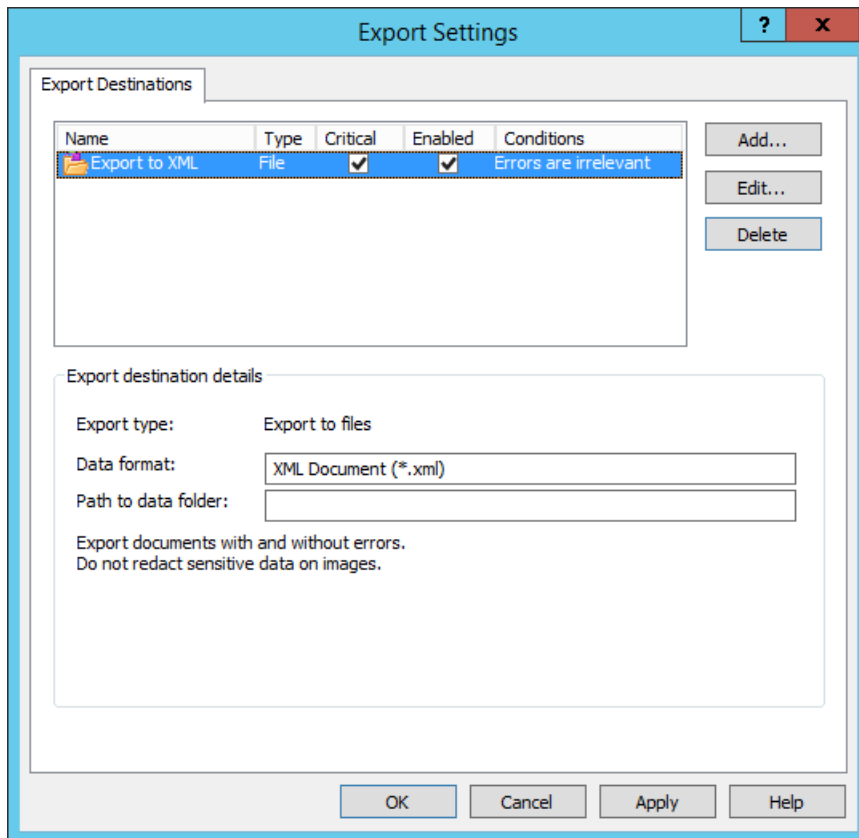 Export Settings
?
x
Export Destinations
Name Type Critical Enabled Conditions
Export to XML File Errors are irrelevant
Add...
Edit...
Delete
Export destination details
Export type: Export to files
Data format: XML Document (*.xml)
Path to data folder:
Export documents with and without errors.
Do not redact sensitive data on images.
OK Cancel Apply Help